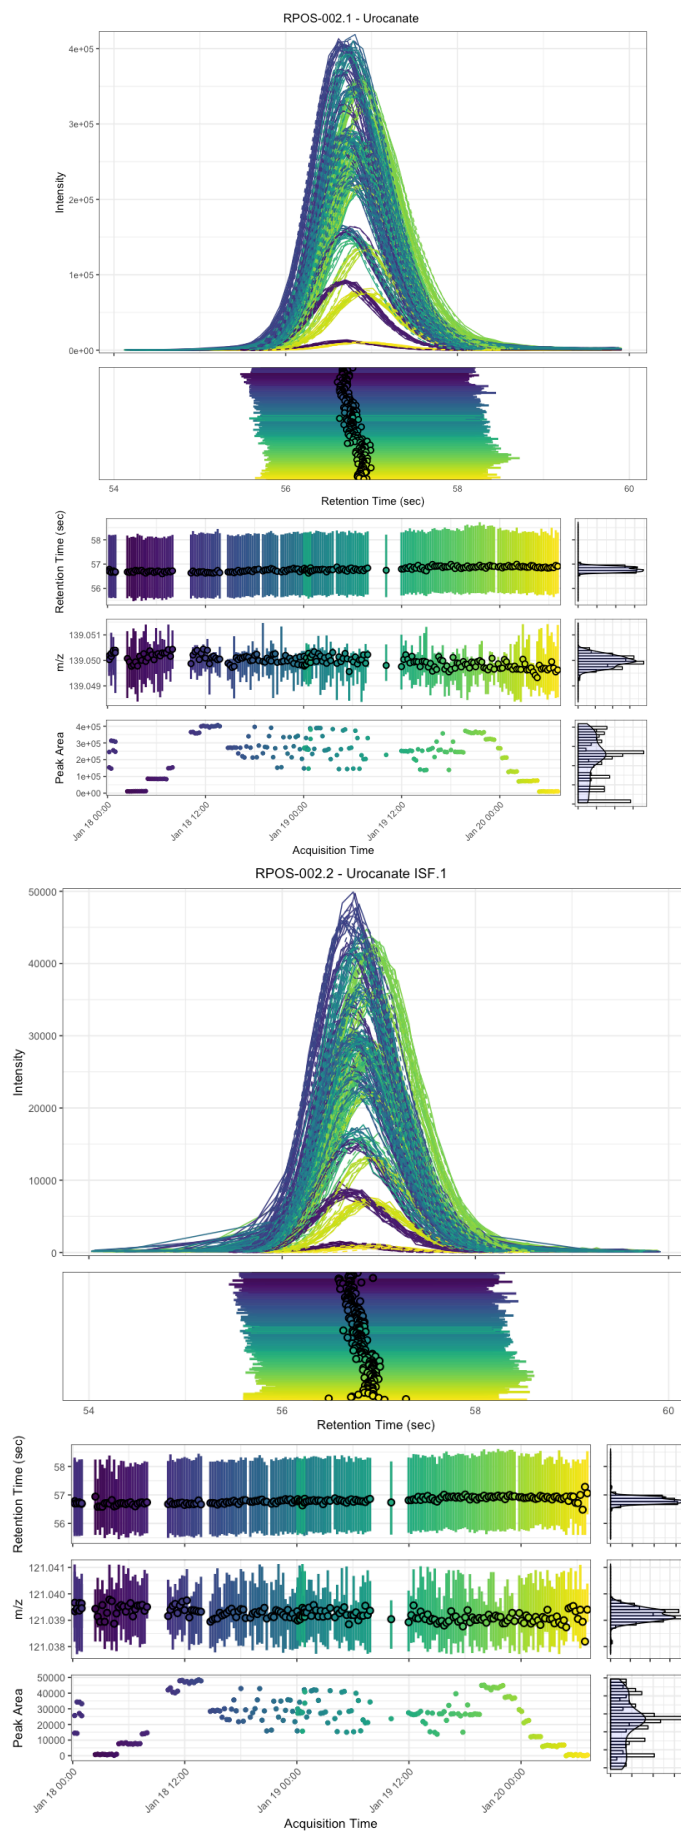 RPOS-002.1 - Urocanate
4e+05
3e+05
2e+05
1e+05
0e+00
Intensity
54 56 58 60
Retention Time (sec)
Retention Time (sec)
58
57
56
m/z
139.051
139.050
139.049
Peak Area
4e+05
3e+05
2e+05
1e+05
0e+00
Jan 18 00:00 Jan 18 12:00 Jan 19 00:00 Jan 19 12:00 Jan 20 00:00
Acquisition Time
RPOS-002.2 - Urocanate ISF.1
50000
40000
30000
20000
10000
0
Intensity
54 56 58 60
Retention Time (sec)
Retention Time (sec)
58
57
56
m/z
121.041
121.040
121.039
121.038
Peak Area
50000
40000
30000
20000
10000
0
Jan 18 00:00 Jan 18 12:00 Jan 19 00:00 Jan 19 12:00 Jan 20 00:00
Acquisition Time